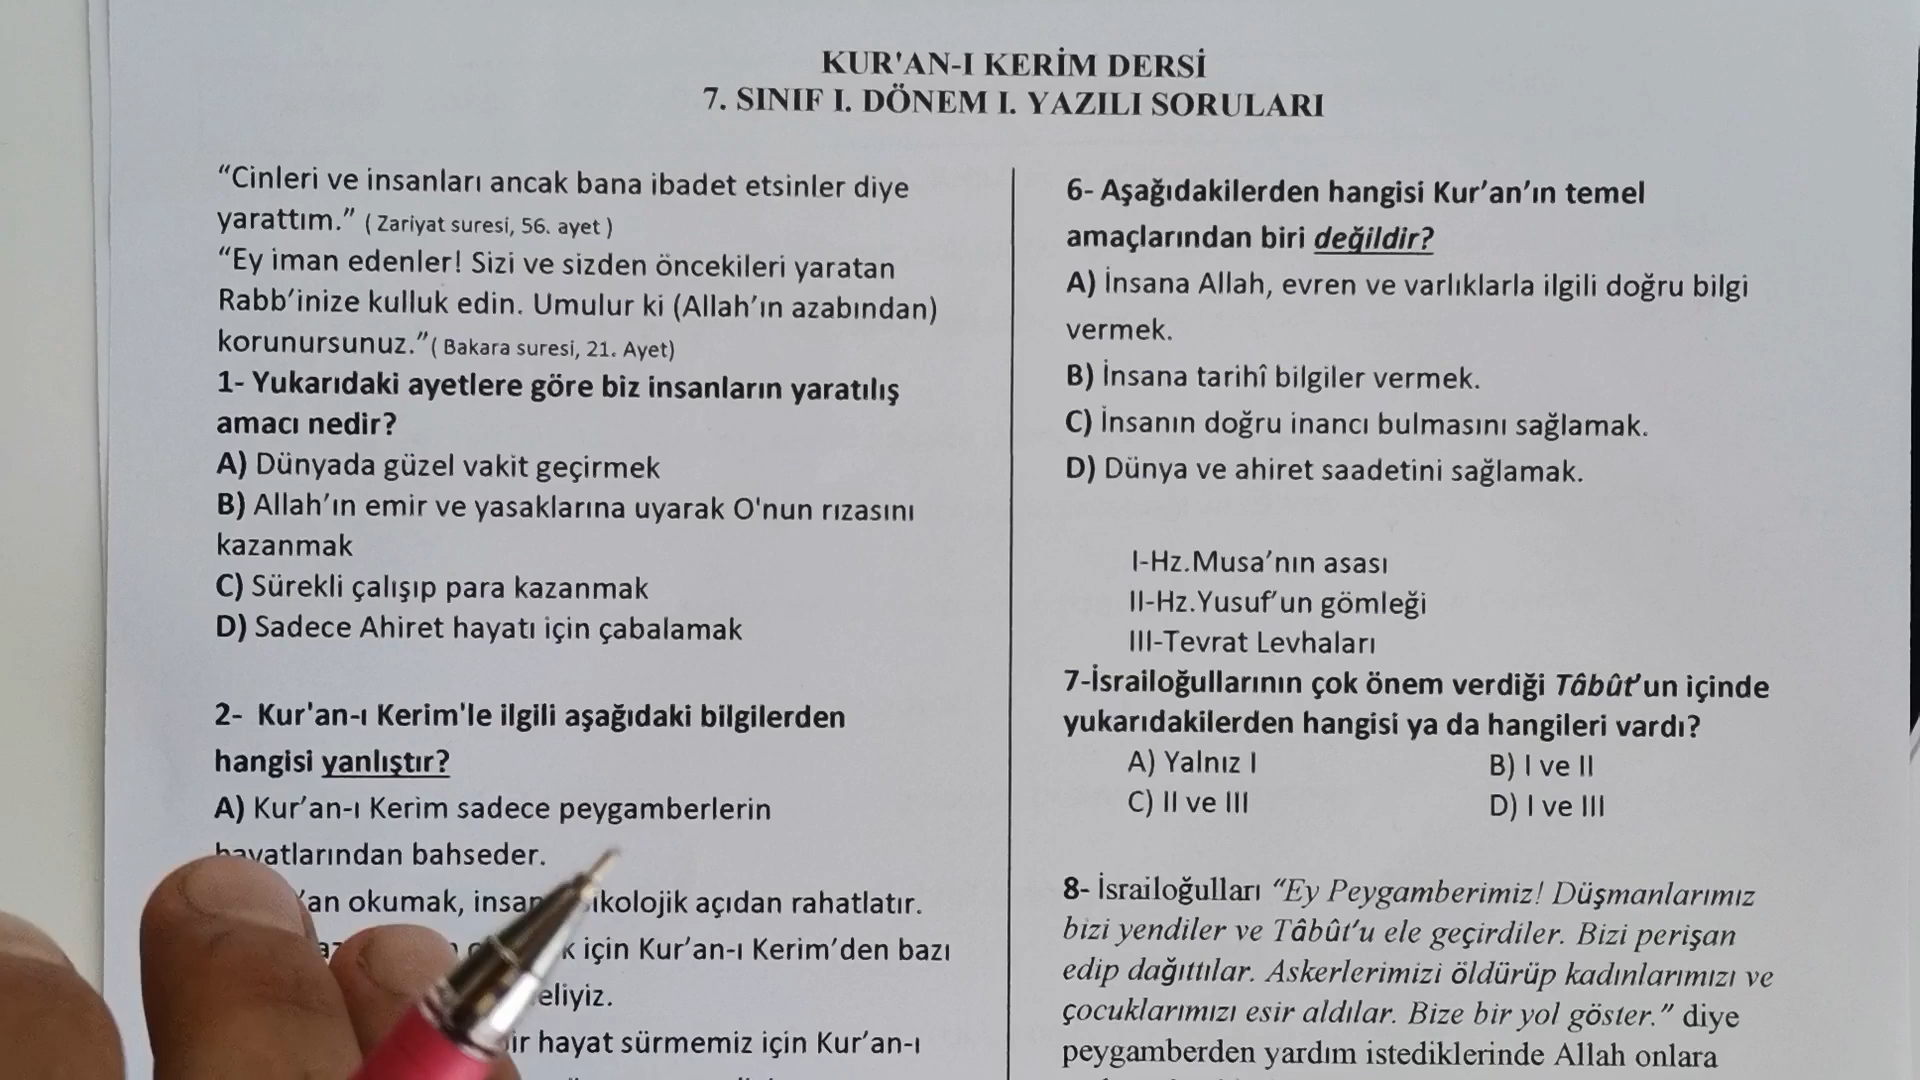 KUR'AN-I KERİM DERSİ
7. SINIF I. DÖNEM I. YAZILI SORULARI
“Cinleri ve insanları ancak bana ibadet etsinler diye
yarattım.” ( Zariyat suresi, 56. ayet )
“Ey iman edenler! Sizi ve sizden öncekileri yaratan
Rabb’inize kulluk edin. Umulur ki (Allah’ın azabından)
korunursunuz.”( Bakara suresi, 21. Ayet)
1- Yukarıdaki ayetlere göre biz insanların yaratılış
amacı nedir?
A) Dünyada güzel vakit geçirmek
B) Allah’ın emir ve yasaklarına uyarak O'nun rızasını
kazanmak
C) Sürekli çalışıp para kazanmak
D) Sadece Ahiret hayatı için çabalamak
2- Kur'an-ı Kerim'le ilgili aşağıdaki bilgilerden
hangisi yanlıştır?
A) Kur’an-ı Kerim sadece peygamberlerin
hayatlarından bahseder.
’an okumak, açıdan rahatlatır.
için Kur’an-ı Kerim’den bazı
hayat sürmemiz için Kur’an-ı
6- Aşağıdakilerden hangisi Kur’an’ın temel
amaçlarından biri değildir?
A) İnsana Allah, evren ve varlıklarla ilgili doğru bilgi
vermek.
B) İnsana tarihî bilgiler vermek.
C) İnsanın doğru inancı bulmasını sağlamak.
D) Dünya ve ahiret saadetini sağlamak.
I-Hz.Musa’nın asası
II-Hz.Yusuf’un gömleği
III-Tevrat Levhaları
7-İsrailoğullarının çok önem verdiği Tâbût’un içinde
yukarıdakilerden hangisi ya da hangileri vardı?
A) Yalnız I B) I ve II
C) II ve III D) I ve III
8- İsrailoğulları “Ey Peygamberimiz! Düşmanlarımız
bizi yendiler ve Tâbût’u ele geçirdiler. Bizi perişan
edip dağıttılar. Askerlerimizi öldürüp kadınlarımızı ve
çocuklarımızı esir aldılar. Bize bir yol göster.” diye
peygamberden yardım istediklerinde Allah onlara